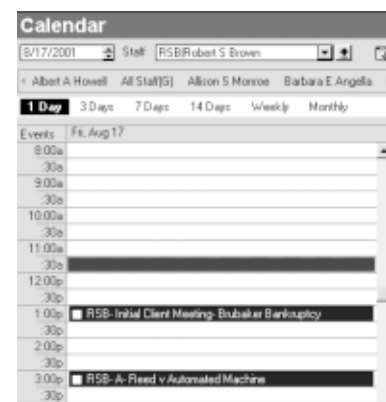 Calendar
8/17/2001 Staff RSB|Robert S Brown
Albert A Howell All Staff|G| Allison S Monroe Barbara E Angella
1 Day 3 Days 7 Days 14 Days Weekly Monthly
Events Fri, Aug 17
8:00a
:30a
9:00a
:30a
10:00a
:30a
11:00a
:30a
12:00p
:30p
1:00p RSB- Initial Client Meeting- Brubaker Bankruptcy
:30p
2:00p
:30p
3:00p RSB- A- Reed v Automated Machine
:30p